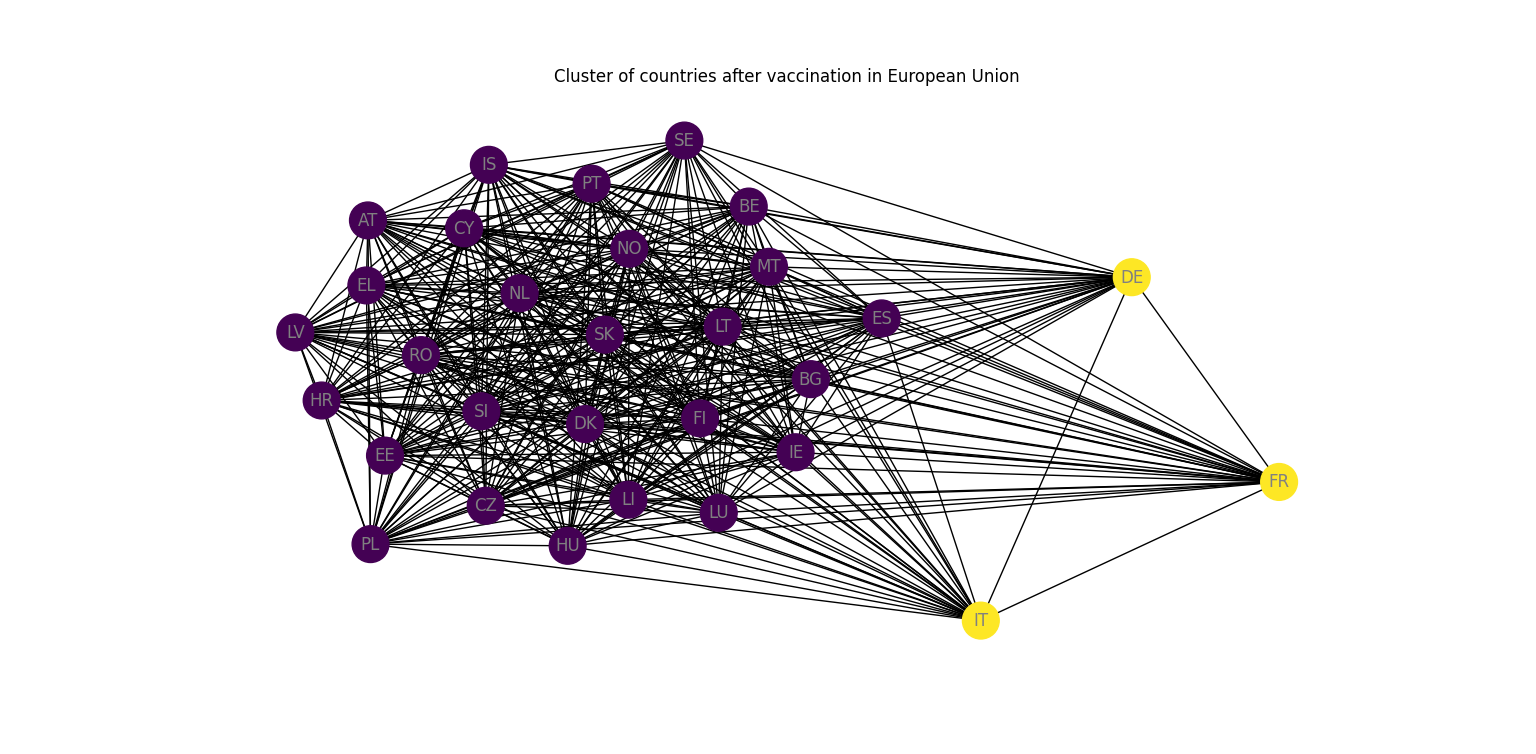 Cluster of countries after vaccination in European Union
SE
IS
PT
BE
AT
CY
NO
MT
DE
EL
NL
ES
LT
LV
SK
RO
BG
HR
SI
FI
DK
IE
EE
FR
LI
CZ
LU
PL
HU
IT